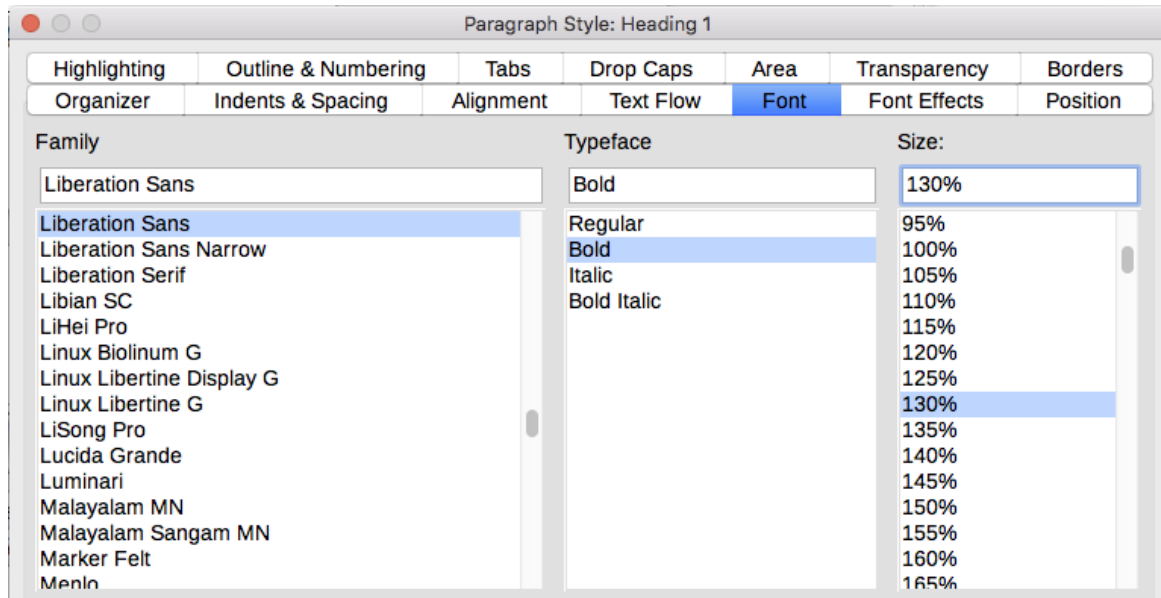 Paragraph Style: Heading 1
Highlighting Outline & Numbering Tabs Drop Caps Area Transparency Borders
Organizer Indents & Spacing Alignment Text Flow Font Font Effects Position
Family
Liberation Sans
Liberation Sans
Liberation Sans Narrow
Liberation Serif
Libian SC
LiHei Pro
Linux Biolinum G
Linux Libertine Display G
Linux Libertine G
LiSong Pro
Lucida Grande
Luminari
Malayalam MN
Malayalam Sangam MN
Marker Felt
Menlo
Typeface
Bold
Regular
Bold
Italic
Bold Italic
Size:
130%
95%
100%
105%
110%
115%
120%
125%
130%
135%
140%
145%
150%
155%
160%
165%